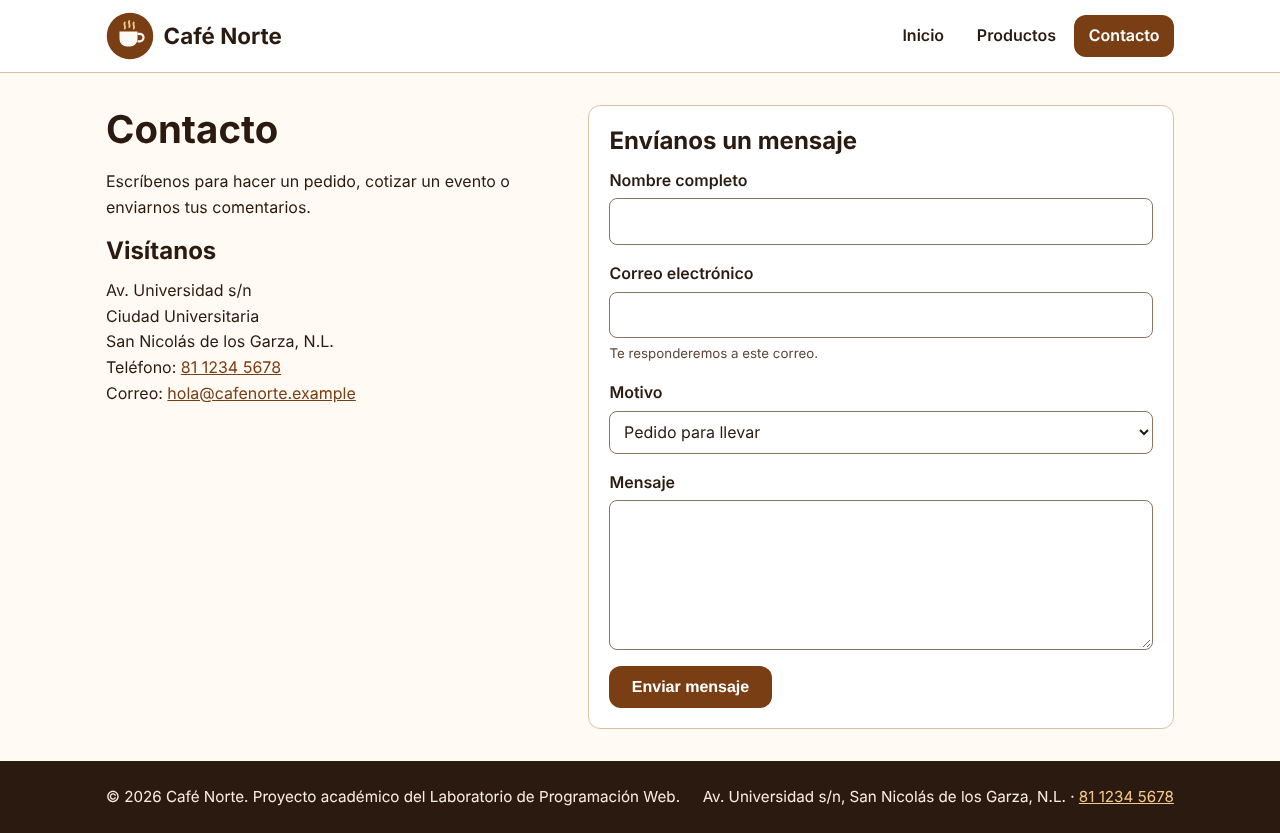 Café Norte
Inicio
Productos
Contacto
Contacto
Escríbenos para hacer un pedido, cotizar un evento o
enviarnos tus comentarios.
Visítanos
Av. Universidad s/n
Ciudad Universitaria
San Nicolás de los Garza, N.L.
Teléfono: 81 1234 5678
Correo: hola@cafenorte.example
Envíanos un mensaje
Nombre completo
Correo electrónico
Te responderemos a este correo.
Motivo
Pedido para llevar
Mensaje
Enviar mensaje
© 2026 Café Norte. Proyecto académico del Laboratorio de Programación Web.
Av. Universidad s/n, San Nicolás de los Garza, N.L. · 81 1234 5678